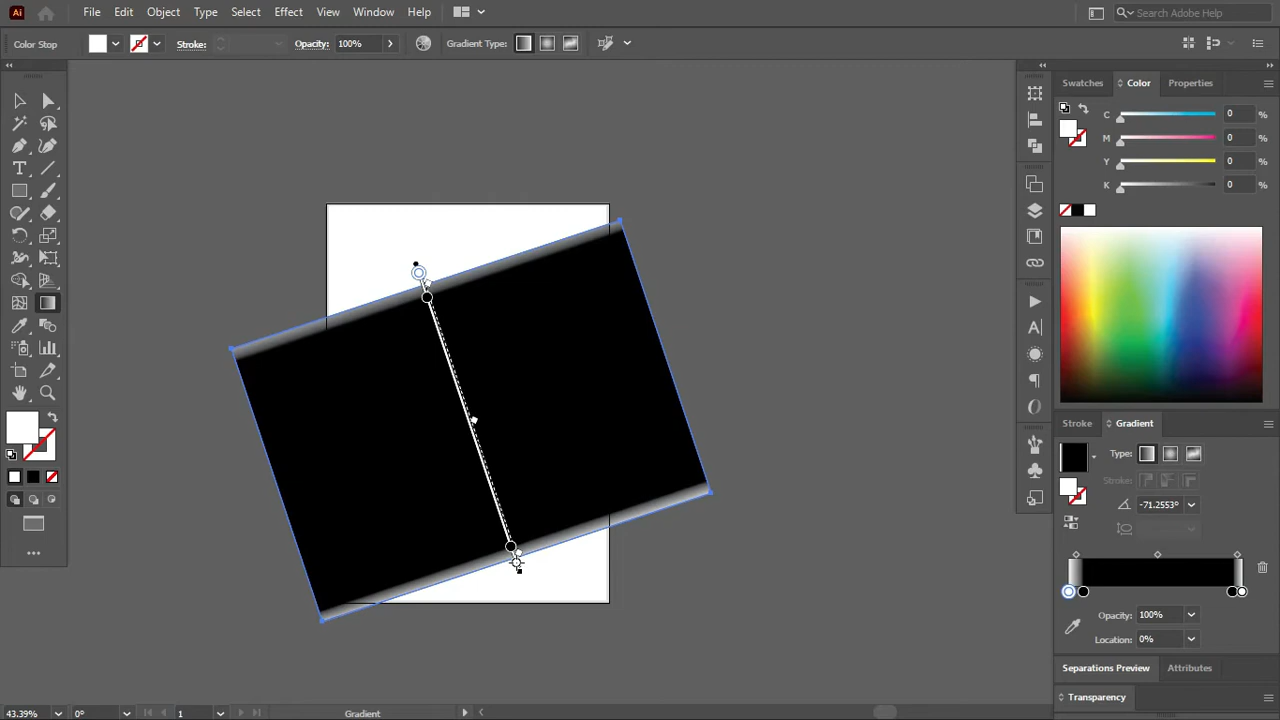 Ai File Edit Object Type Select Effect View Window Help Search Adobe Help
Color Stop Stroke: Opacity: 100% Gradient Type:
Swatches Color Properties
C 0 %
M 0 %
Y 0 %
K 0 %
Stroke Gradient
Type:
Stroke:
-71.2553°
Opacity: 100%
Location: 0%
Separations Preview Attributes
Transparency
43.39% 0° 1 Gradient